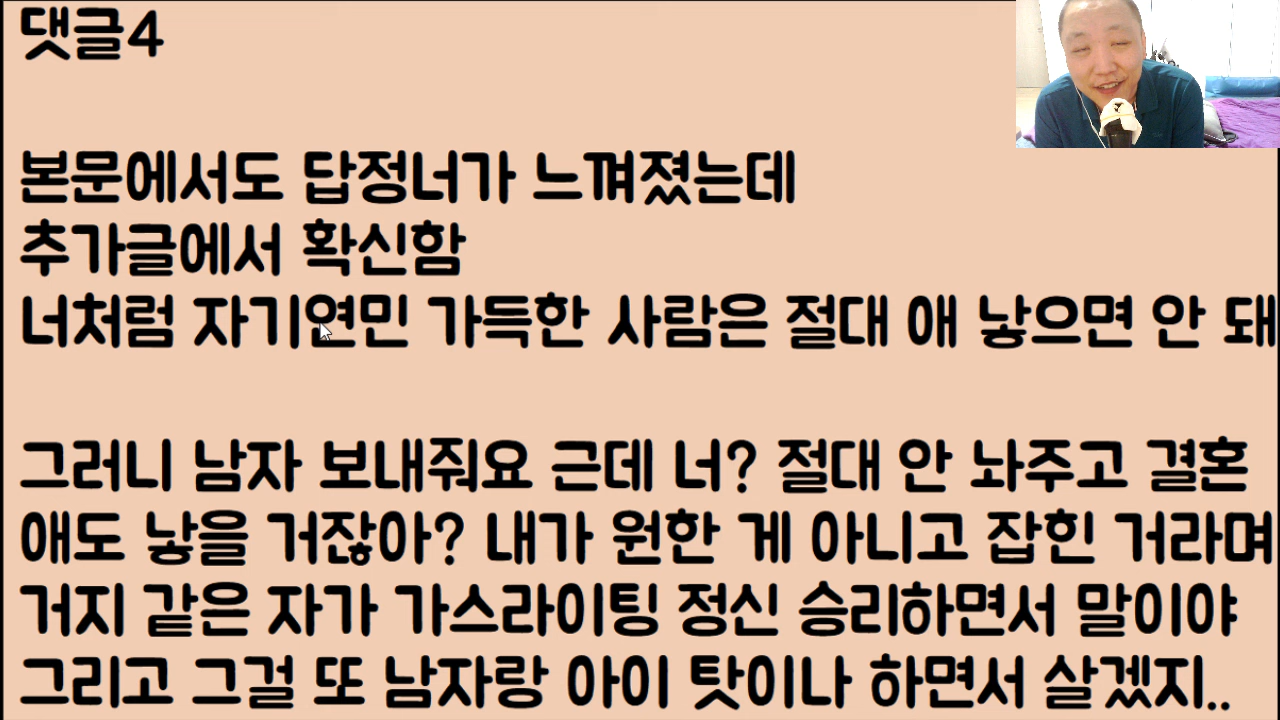 댓글4
본문에서도 답정너가 느껴졌는데
추가글에서 확신함
너처럼 자기연민 가득한 사람은 절대 애 낳으면 안 돼
그러니 남자 보내줘요 근데 너? 절대 안 놔주고 결혼
애도 낳을 거잖아? 내가 원한 게 아니고 잡힌 거라며
거지 같은 자가 가스라이팅 정신 승리하면서 말이야
그리고 그걸 또 남자랑 아이 탓이나 하면서 살겠지..